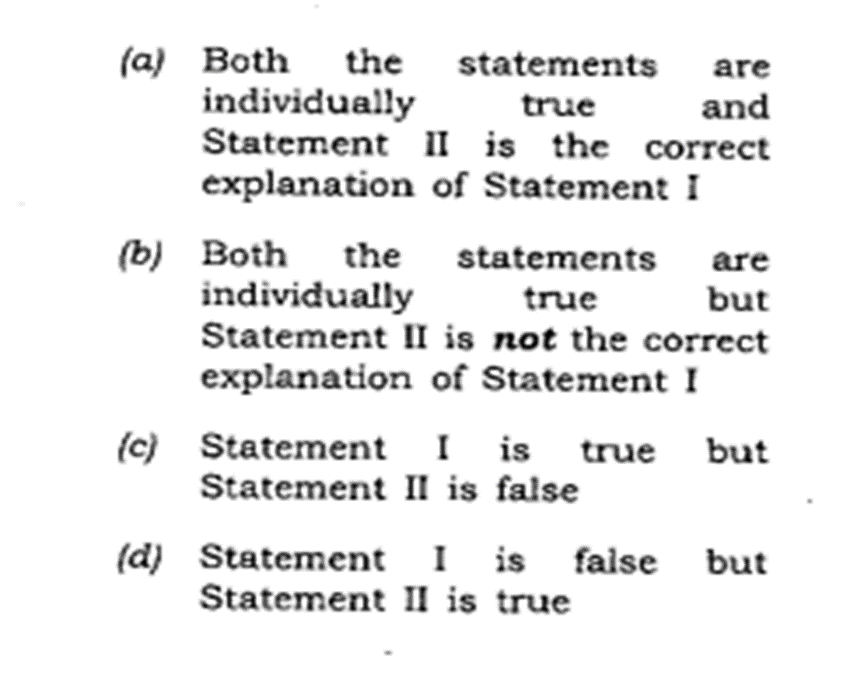 (a) Both the statements are
individually true and
Statement II is the correct
explanation of Statement I
(b) Both the statements are
individually true but
Statement II is not the correct
explanation of Statement I
(c) Statement I is true but
Statement II is false
(d) Statement I is false but
Statement II is true